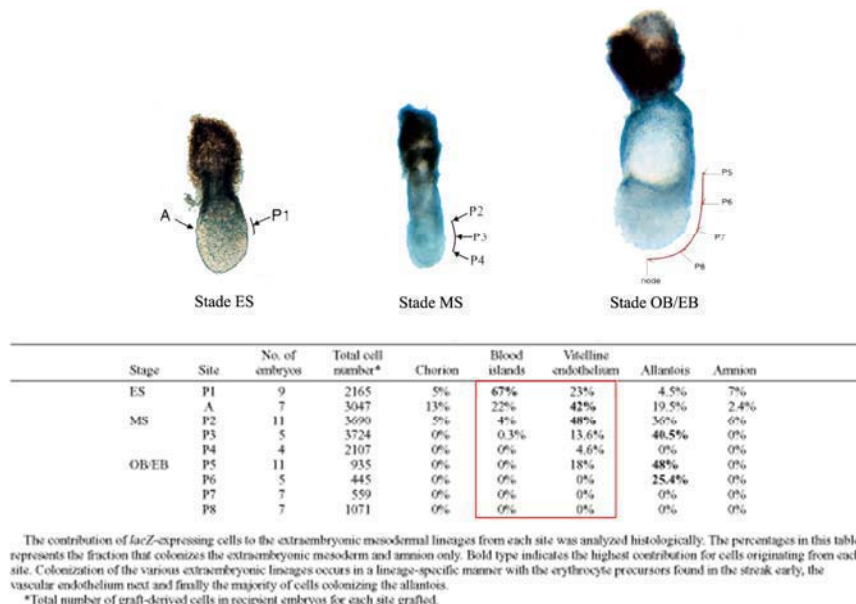 P5
A
P1
P2
P6
P3
P7
P4
P8
node
Stade ES
Stade MS
Stade OB/EB
Stage Site No. of embryos Total cell number* Chorion Blood islands Vitelline endothelium Allantois Amnion
ES P1 9 2165 5% 67% 23% 4.5% 7%
A 7 3047 13% 22% 42% 19.5% 2.4%
MS P2 11 3690 5% 4% 48% 36% 6%
P3 5 3724 0% 0.3% 13.6% 40.5% 0%
P4 4 2107 0% 0% 4.6% 0% 0%
OB/EB P5 11 935 0% 0% 18% 48% 0%
P6 5 445 0% 0% 0% 25.4% 0%
P7 7 559 0% 0% 0% 0% 0%
P8 7 1071 0% 0% 0% 0% 0%
The contribution of lacZ-expressing cells to the extraembryonic mesodermal lineages from each site was analyzed histologically. The percentages in this table
represents the fraction that colonizes the extraembryonic mesoderm and amnion only. Bold type indicates the highest contribution for cells originating from each
site. Colonization of the various extraembryonic lineages occurs in a lineage-specific manner with the erythrocyte precursors found in the streak early, the
vascular endothelium next and finally the majority of cells colonizing the allantois.
*Total number of graft-derived cells in recipient embryos for each site grafted.